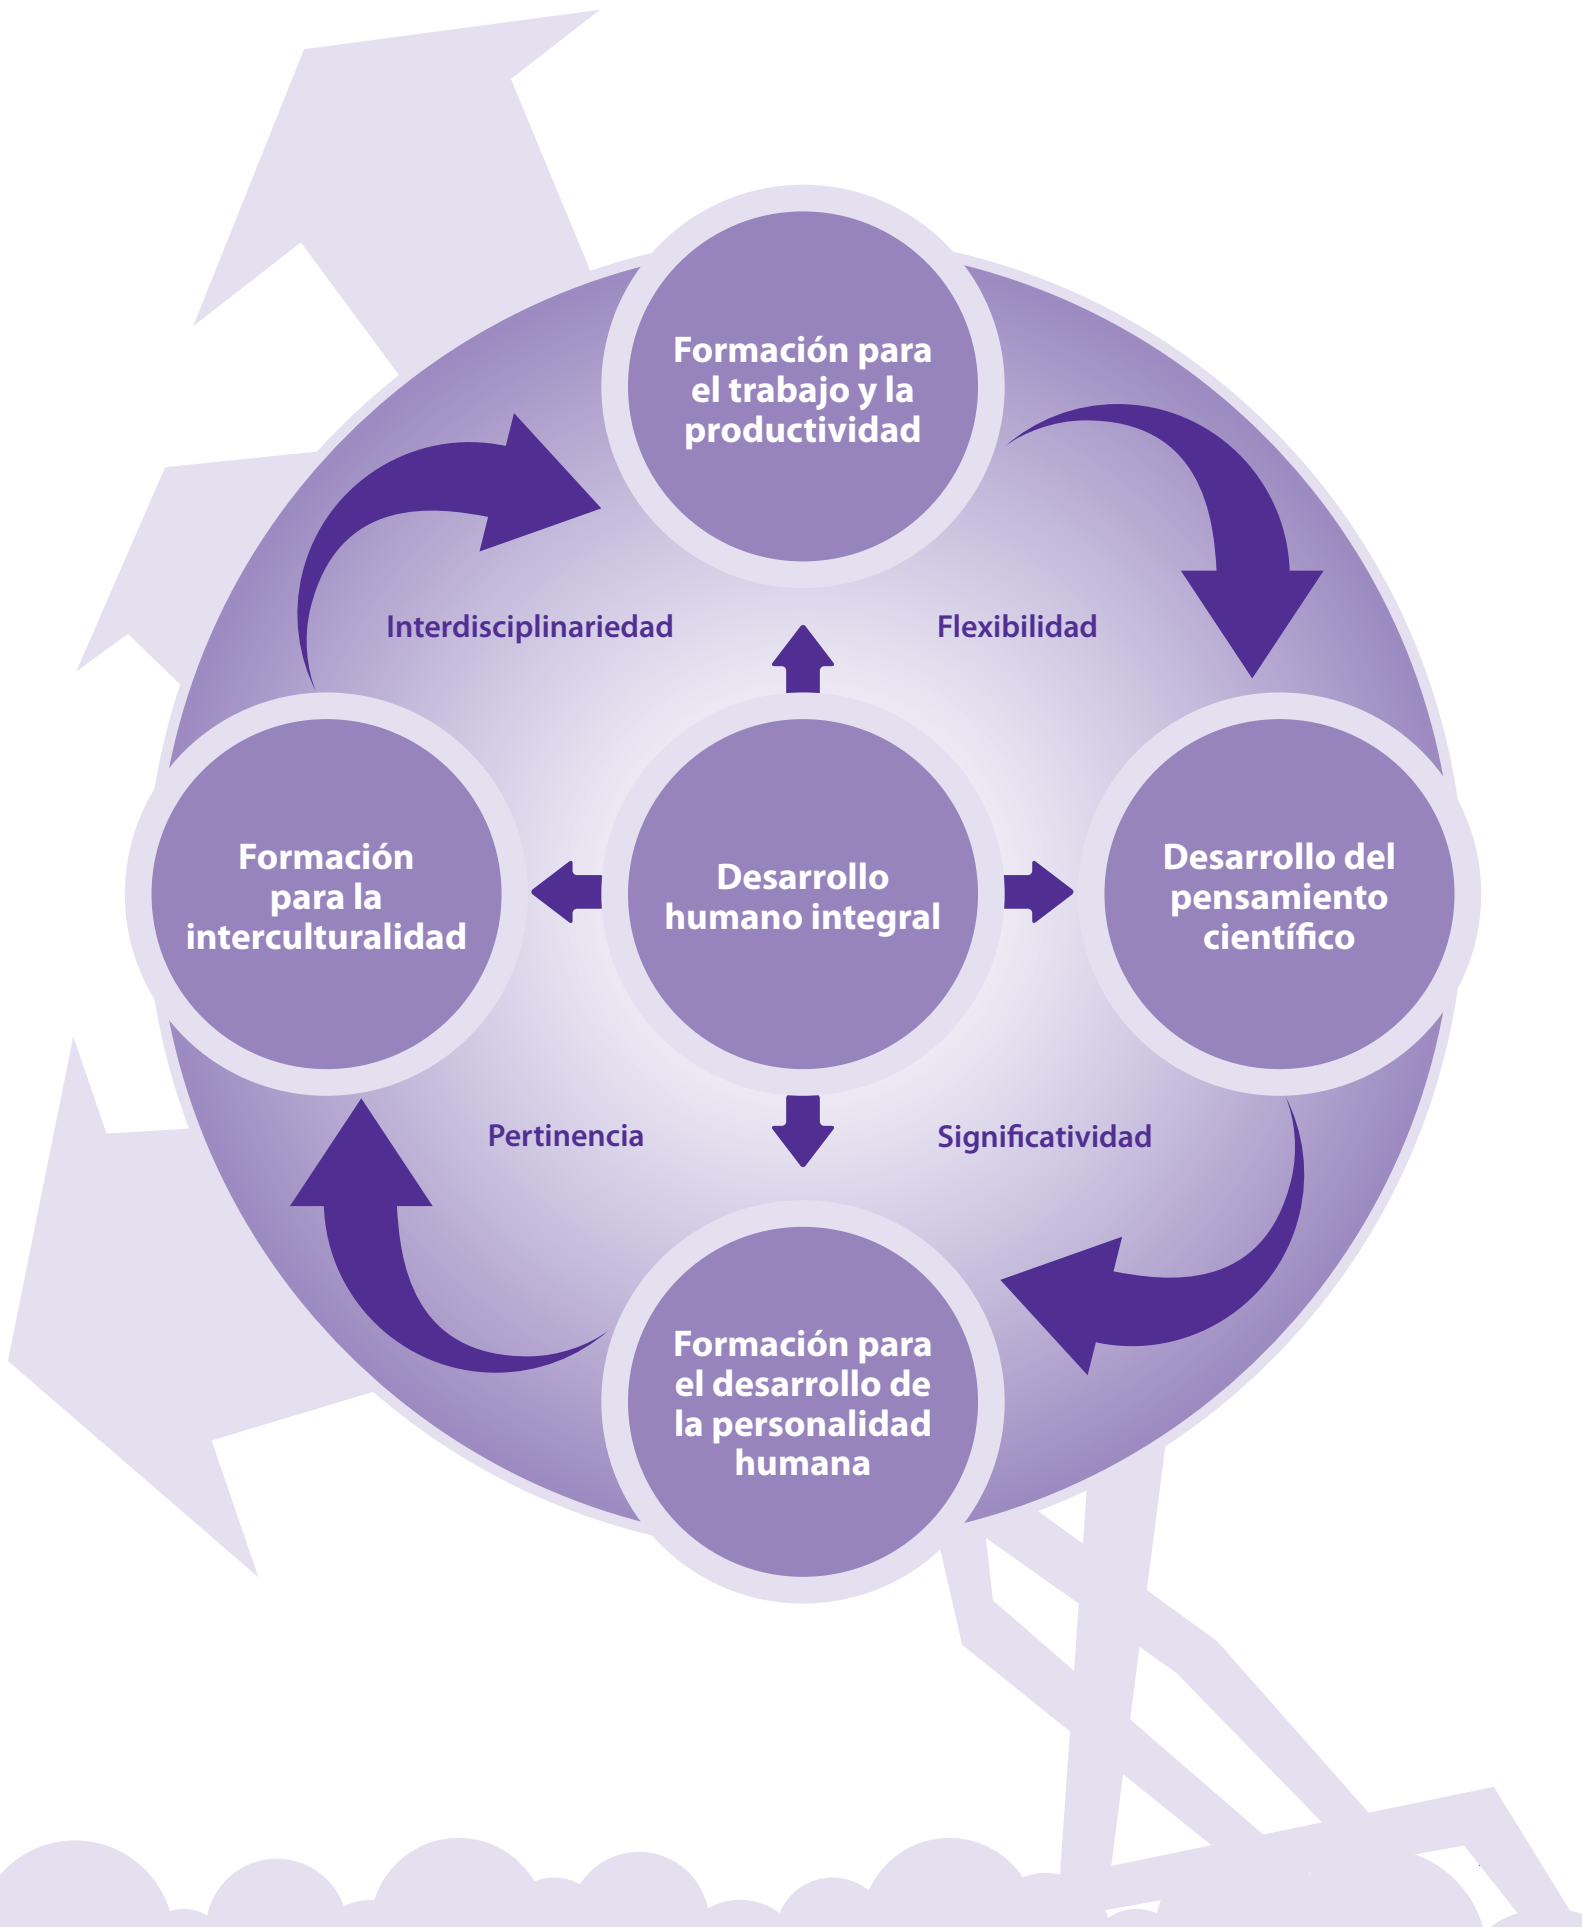 Formación para
el trabajo y la
productividad
Interdisciplinariedad
Flexibilidad
Formación
para la
interculturalidad
Desarrollo
humano integral
Desarrollo del
pensamiento
científico
Pertinencia
Significatividad
Formación para
el desarrollo de
la personalidad
humana